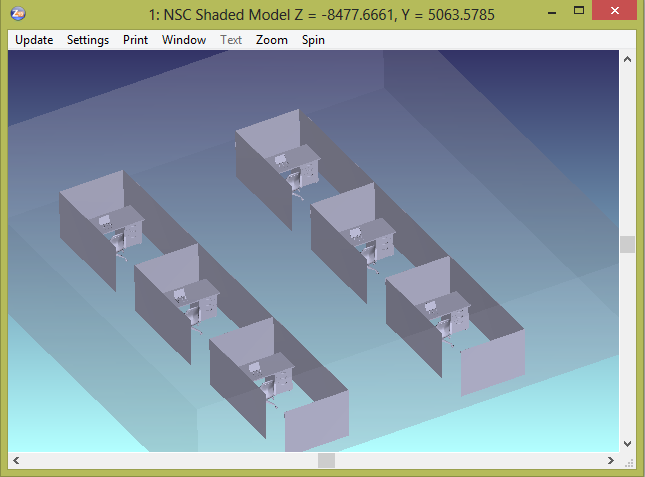 1: NSC Shaded Model Z = -8477.6661, Y = 5063.5785
Update Settings Print Window Text Zoom Spin